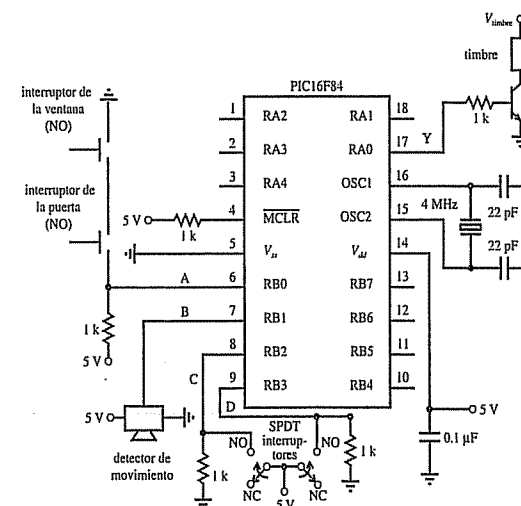 V timbre
timbre
PIC16F84
interruptor de
la ventana
(NO)
interruptor de
la puerta
(NO)
1 RA2 RA1 18
2 RA3 RA0 17 Y
1 k
3 RA4 OSC1 16
4 MHz
22 pF
5 V
1 k
4 MCLR OSC2 15
22 pF
5 Vss Vdd 14
A 6 RB0 RB7 13
B 7 RB1 RB6 12
C 8 RB2 RB5 11
D 9 RB3 RB4 10
1 k
5 V
5 V
detector de
movimiento
1 k
SPDT
interrup-
tores
NO
NO
NC
NC
5 V
1 k
5 V
0.1 µF